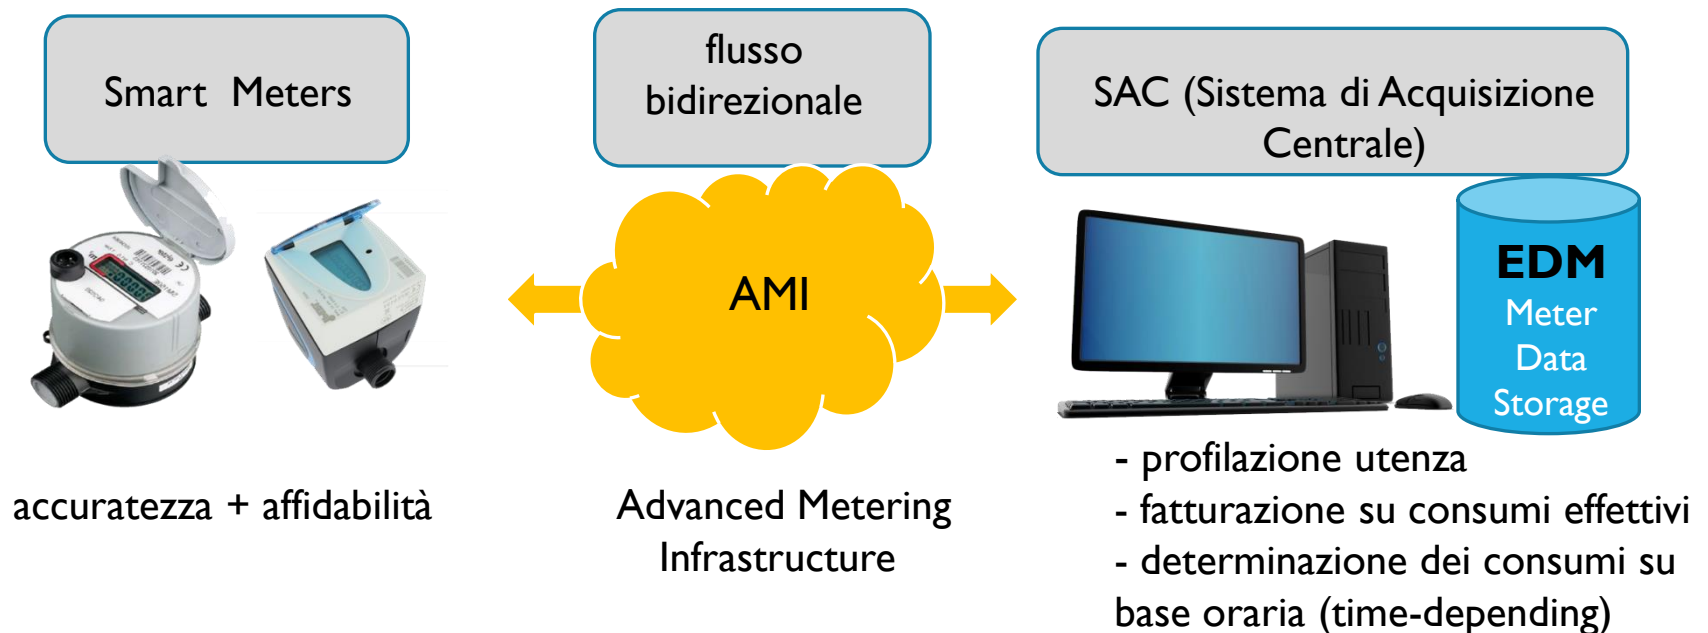 Smart Meters
flusso
bidirezionale
SAC (Sistema di Acquisizione
Centrale)
AMI
EDM
Meter
Data
Storage
accuratezza + affidabilità
Advanced Metering
Infrastructure
- profilazione utenza
- fatturazione su consumi effettivi
- determinazione dei consumi su
base oraria (time-depending)